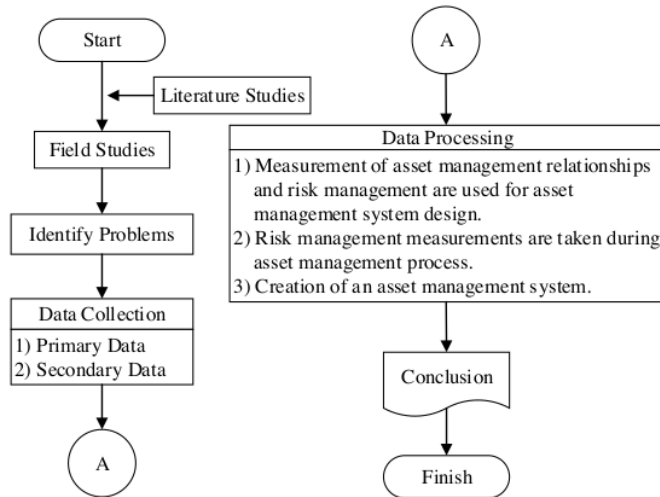 Start
Literature Studies
Field Studies
Identify Problems
Data Collection
1) Primary Data
2) Secondary Data
A
A
Data Processing
1) Measurement of asset management relationships
and risk management are used for asset
management system design.
2) Risk management measurements are taken during
asset management process.
3) Creation of an asset management system.
Conclusion
Finish